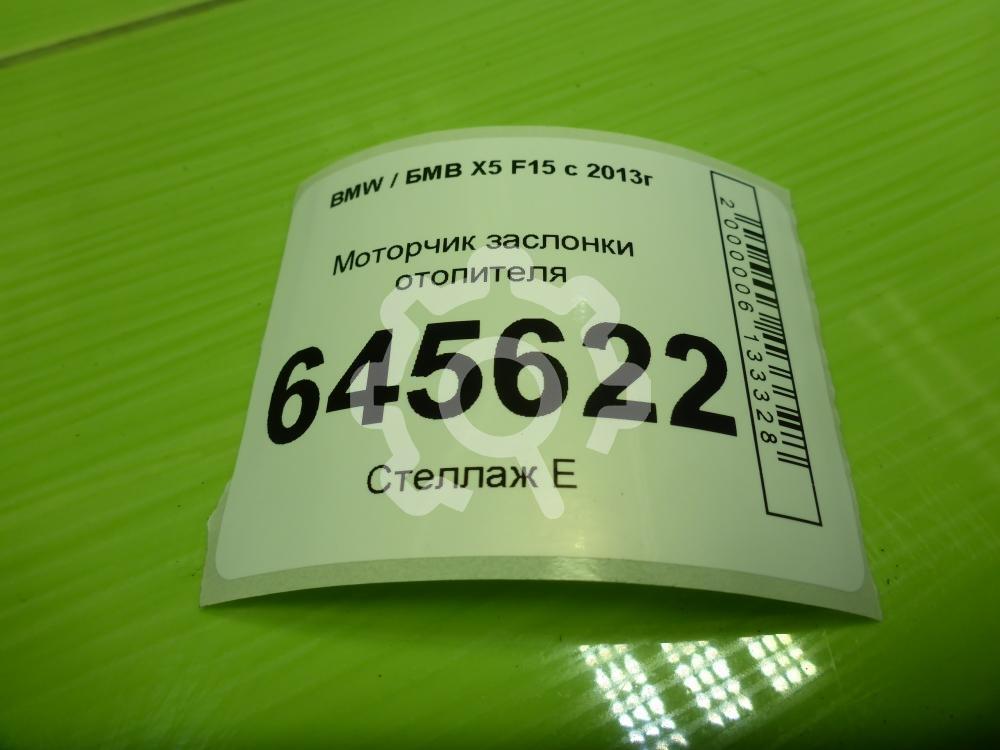 BMW / БМВ X5 F15 с 2013г
Моторчик заслонки
отопителя
645622
Стеллаж E
2000006133328